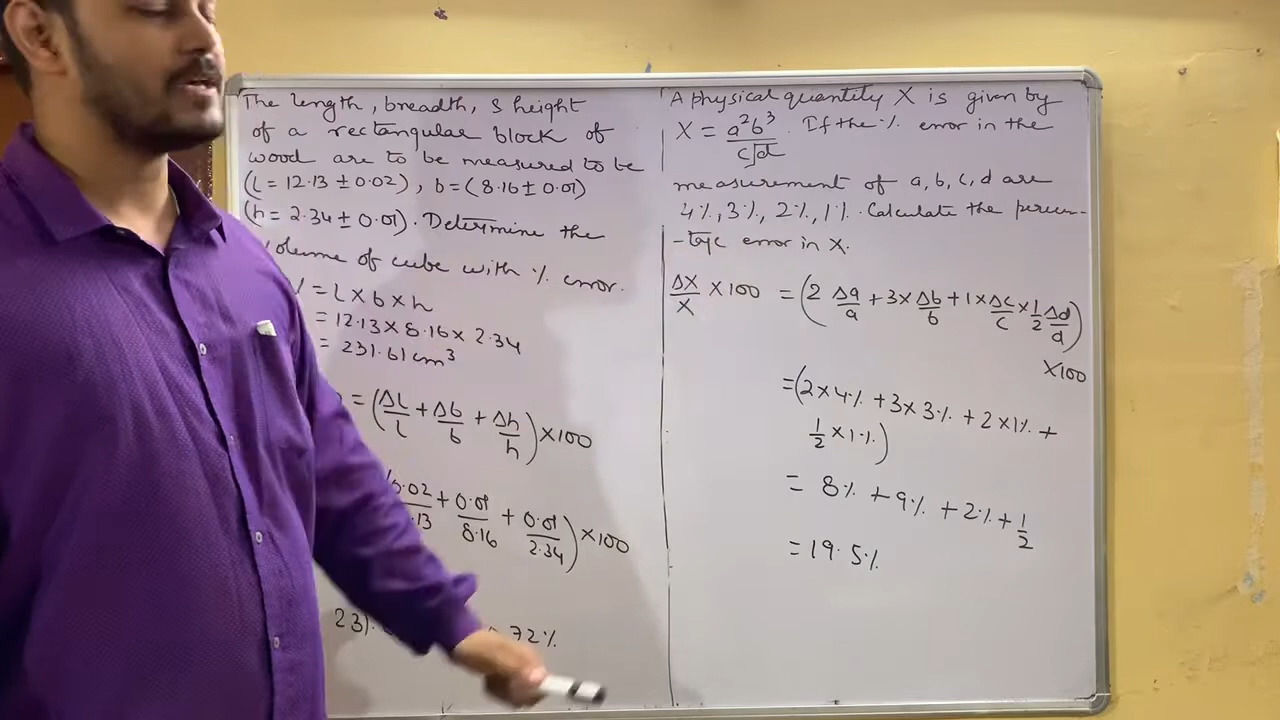 The length, breadth, & height
of a rectangular block of
wood are to be measured to be
(l = 12.13 ± 0.02), b = (8.16 ± 0.01)
(h = 2.34 ± 0.01). Determine the
volume of cube with % error.
V = l × b × h
= 12.13 × 8.16 × 2.34
= 231.61 cm³
= (Δl/l + Δb/b + Δh/h) × 100
(0.02/ .13 + 0.01/8.16 + 0.01/2.34) × 100
231. .72%
A physical quantity X is given by
X = a²b³/c√d. If the % error in the
measurement of a, b, c, d are
4%, 3%, 2%, 1%. Calculate the percen-
-tage error in X.
ΔX/X × 100 = (2 Δa/a + 3× Δb/b + 1× Δc/c × 1/2 Δd/d)
×100
= (2×4% + 3×3% + 2×1% +
1/2 ×1%)
= 8% + 9% + 2% + 1/2
= 19.5%